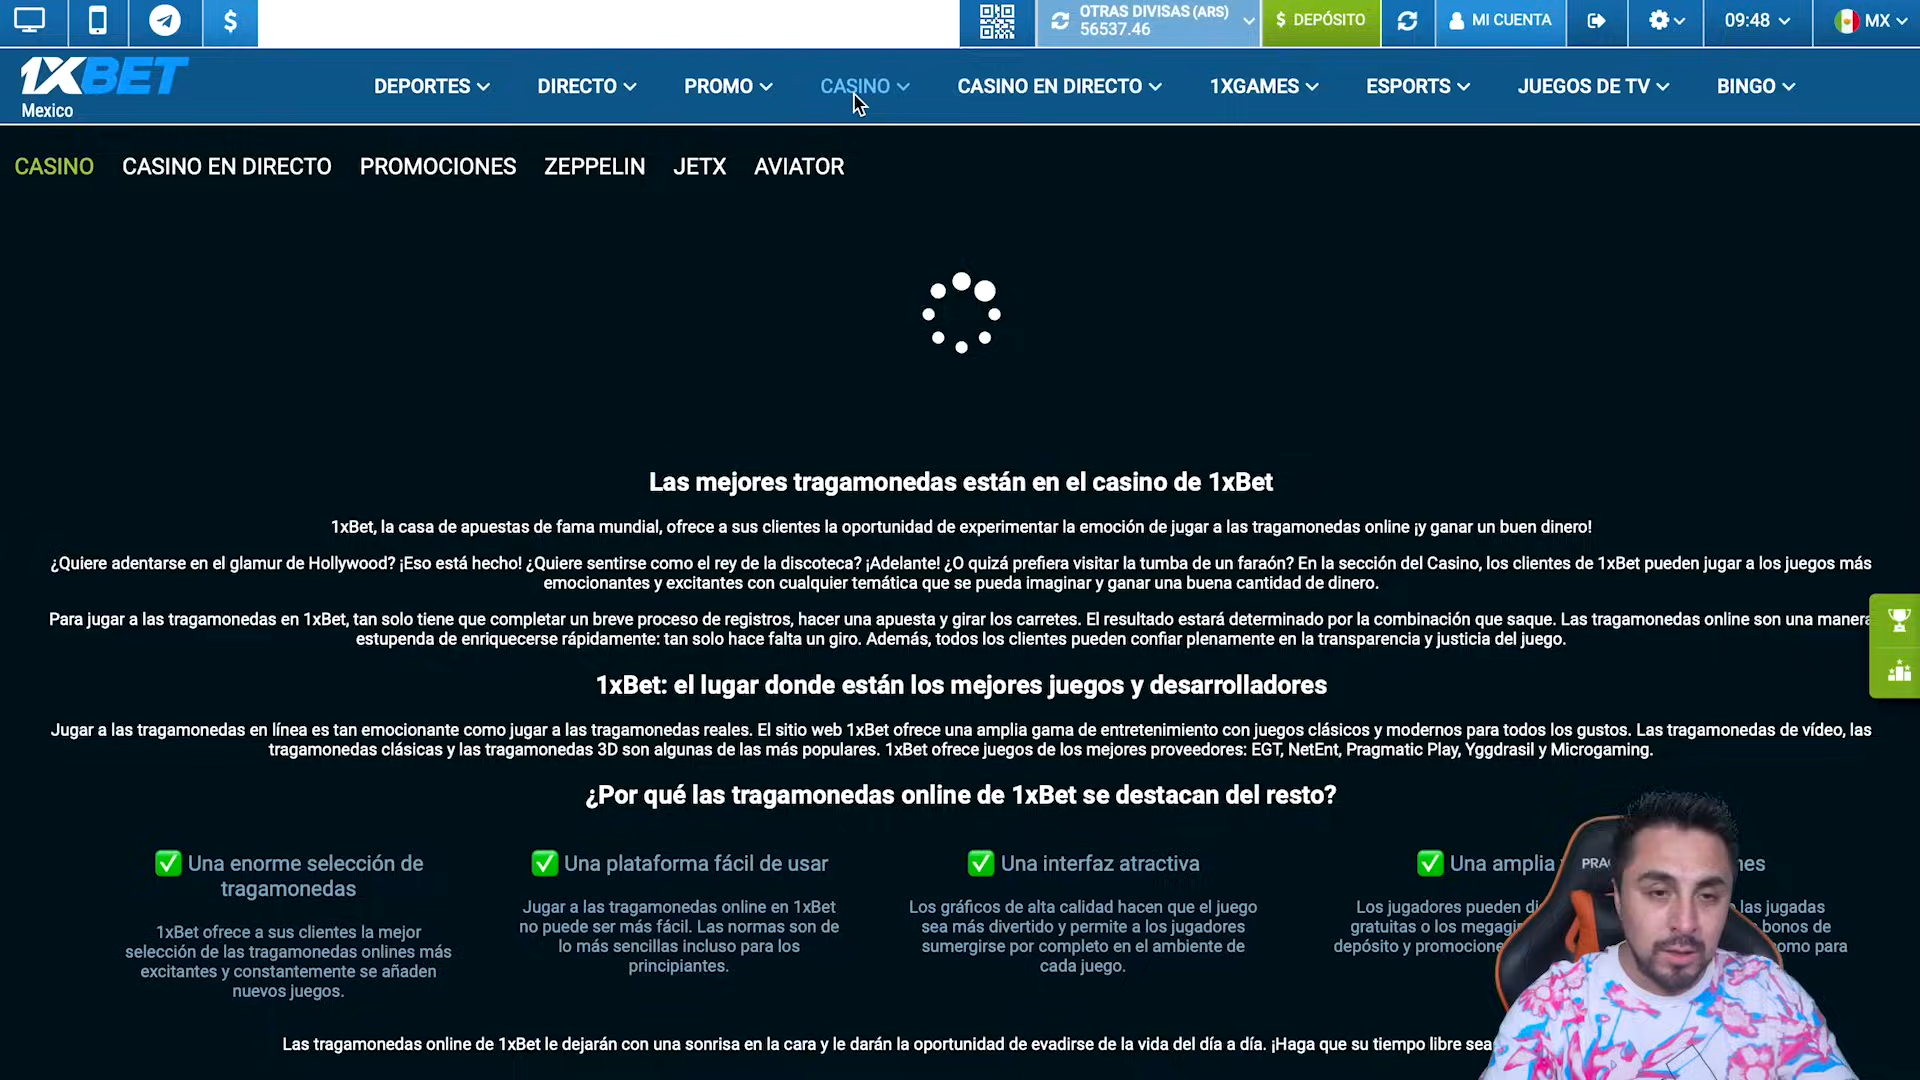 $
OTRAS DIVISAS (ARS)
56537.46
$ DEPÓSITO
MI CUENTA
09:48
MX
1XBET
Mexico
DEPORTES
DIRECTO
PROMO
CASINO
CASINO EN DIRECTO
1XGAMES
ESPORTS
JUEGOS DE TV
BINGO
CASINO
CASINO EN DIRECTO
PROMOCIONES
ZEPPELIN
JETX
AVIATOR
Las mejores tragamonedas están en el casino de 1xBet
1xBet, la casa de apuestas de fama mundial, ofrece a sus clientes la oportunidad de experimentar la emoción de jugar a las tragamonedas online ¡y ganar un buen dinero!
¿Quiere adentarse en el glamur de Hollywood? ¡Eso está hecho! ¿Quiere sentirse como el rey de la discoteca? ¡Adelante! ¿O quizá prefiera visitar la tumba de un faraón? En la sección del Casino, los clientes de 1xBet pueden jugar a los juegos más
emocionantes y excitantes con cualquier temática que se pueda imaginar y ganar una buena cantidad de dinero.
Para jugar a las tragamonedas en 1xBet, tan solo tiene que completar un breve proceso de registros, hacer una apuesta y girar los carretes. El resultado estará determinado por la combinación que saque. Las tragamonedas online son una manera
estupenda de enriquecerse rápidamente: tan solo hace falta un giro. Además, todos los clientes pueden confiar plenamente en la transparencia y justicia del juego.
1xBet: el lugar donde están los mejores juegos y desarrolladores
Jugar a las tragamonedas en línea es tan emocionante como jugar a las tragamonedas reales. El sitio web 1xBet ofrece una amplia gama de entretenimiento con juegos clásicos y modernos para todos los gustos. Las tragamonedas de vídeo, las
tragamonedas clásicas y las tragamonedas 3D son algunas de las más populares. 1xBet ofrece juegos de los mejores proveedores: EGT, NetEnt, Pragmatic Play, Yggdrasil y Microgaming.
¿Por qué las tragamonedas online de 1xBet se destacan del resto?
Una enorme selección de
tragamonedas
1xBet ofrece a sus clientes la mejor
selección de las tragamonedas onlines más
excitantes y constantemente se añaden
nuevos juegos.
Una plataforma fácil de usar
Jugar a las tragamonedas online en 1xBet
no puede ser más fácil. Las normas son de
lo más sencillas incluso para los
principiantes.
Una interfaz atractiva
Los gráficos de alta calidad hacen que el juego
sea más divertido y permite a los jugadores
sumergirse por completo en el ambiente de
cada juego.
Una amplia
Los jugadores pueden las jugadas
gratuitas o los bonos de
depósito y para
Las tragamonedas online de 1xBet le dejarán con una sonrisa en la cara y le darán la oportunidad de evadirse de la vida del día a día. ¡Haga que su tiempo libre sea